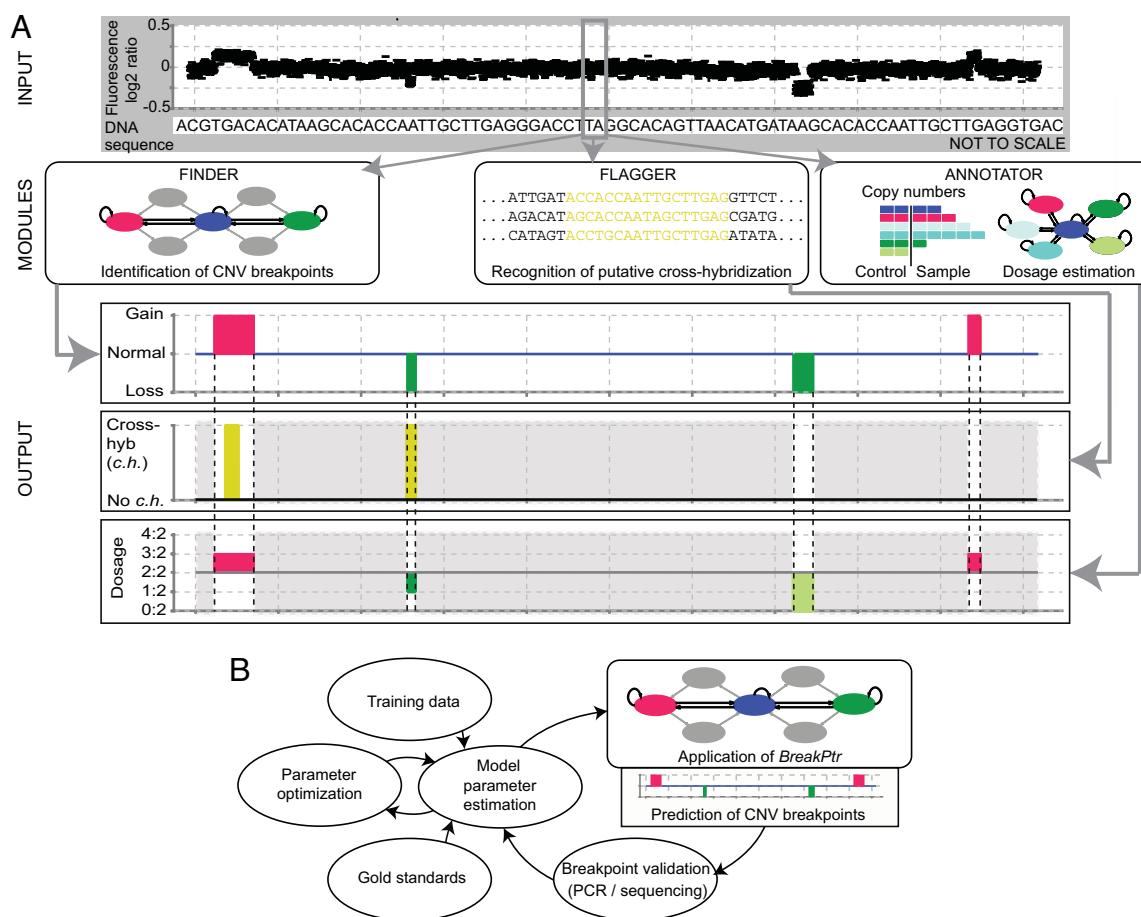 A
INPUT
Fluorescence
log2 ratio
0.5
0
-0.5
DNA
sequence
ACGTGACACATAAGCACACCAATTGCTTGAGGGACCTTAGGCACAGTTAACATGATAAGCACACCAATTGCTTGAGGTGAC
NOT TO SCALE
MODULES
FINDER
Identification of CNV breakpoints
FLAGGER
...ATTGATACCACCAATTGCTTGAGGTTCT...
...AGACATAGCACCAATAGCTTGAGCGATG...
...CATAGTACCTGCAATTGCTTGAGATATA...
Recognition of putative cross-hybridization
ANNOTATOR
Copy numbers
Control Sample
Dosage estimation
OUTPUT
Gain
Normal
Loss
Cross-
hyb
(c.h.)
No c.h.
Dosage
4:2
3:2
2:2
1:2
0:2
B
Training data
Parameter
optimization
Model
parameter
estimation
Gold standards
Application of BreakPtr
Prediction of CNV breakpoints
Breakpoint validation
(PCR / sequencing)